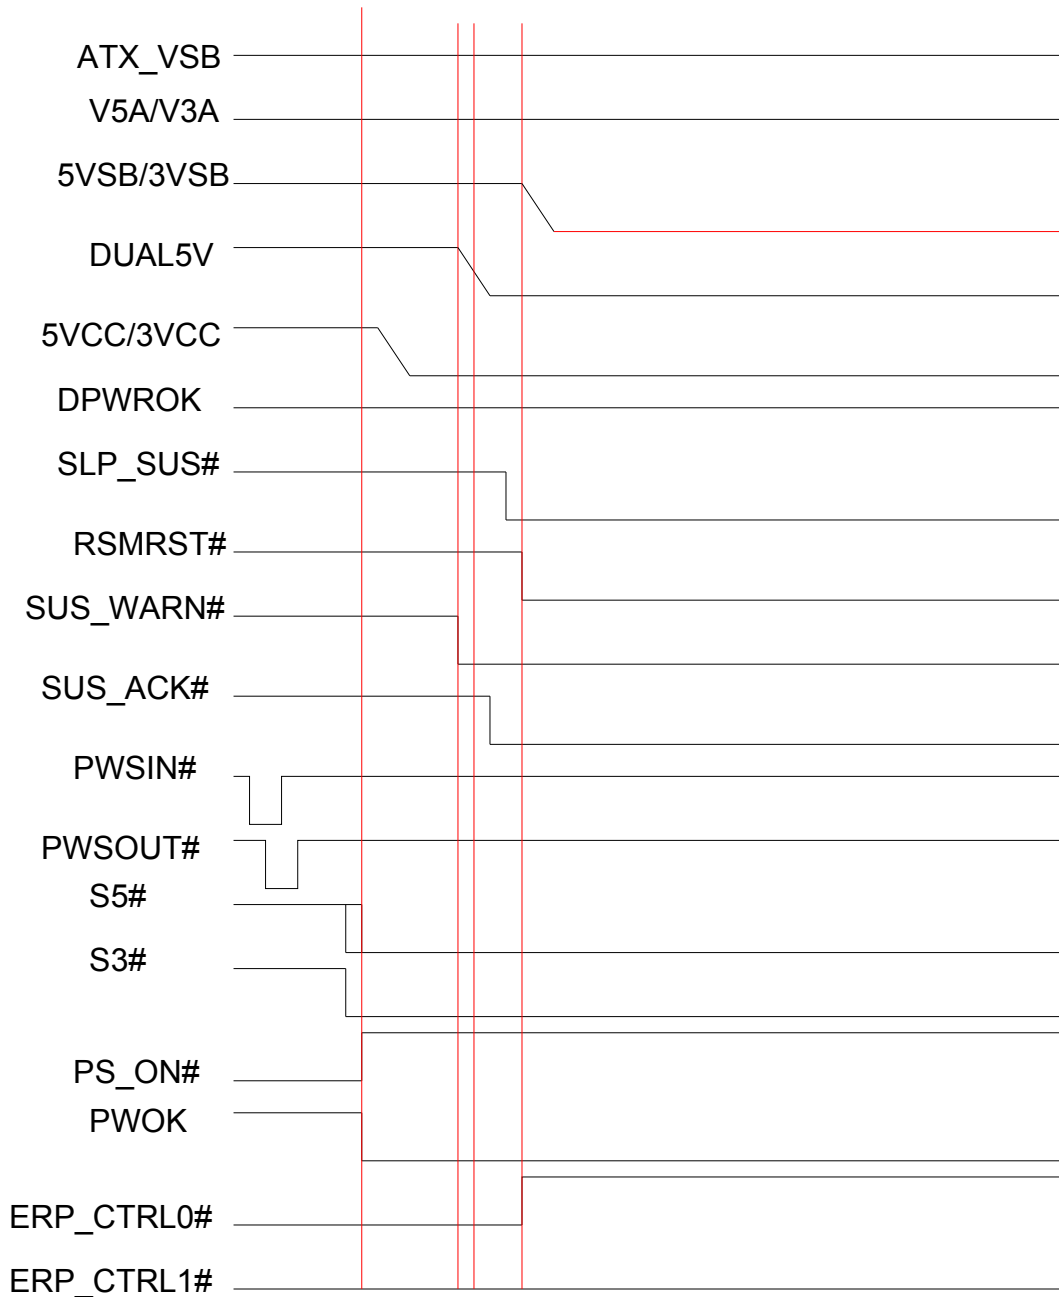 ATX_VSB
V5A/V3A
5VSB/3VSB
DUAL5V
5VCC/3VCC
DPWROK
SLP_SUS#
RSMRST#
SUS_WARN#
SUS_ACK#
PWSIN#
PWSOUT#
S5#
S3#
PS_ON#
PWOK
ERP_CTRL0#
ERP_CTRL1#